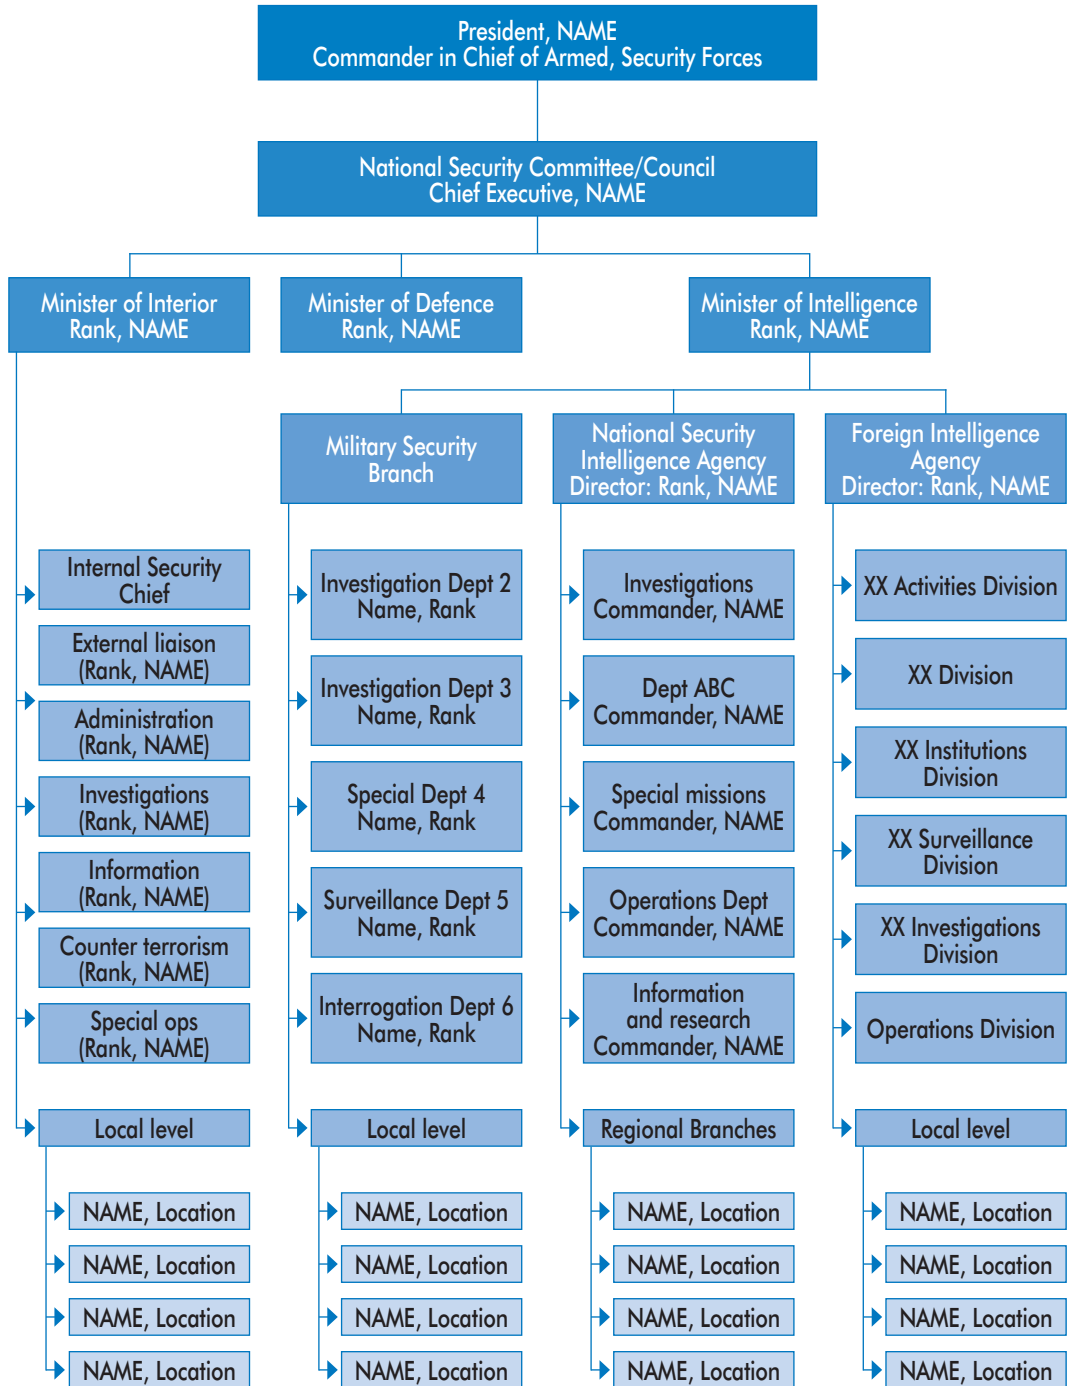 President, NAME
Commander in Chief of Armed, Security Forces
National Security Committee/Council
Chief Executive, NAME
Minister of Interior
Rank, NAME
Minister of Defence
Rank, NAME
Minister of Intelligence
Rank, NAME
Military Security
Branch
National Security
Intelligence Agency
Director: Rank, NAME
Foreign Intelligence
Agency
Director: Rank, NAME
Internal Security
Chief
External liaison
(Rank, NAME)
Administration
(Rank, NAME)
Investigations
(Rank, NAME)
Information
(Rank, NAME)
Counter terrorism
(Rank, NAME)
Special ops
(Rank, NAME)
Local level
NAME, Location
NAME, Location
NAME, Location
NAME, Location
Investigation Dept 2
Name, Rank
Investigation Dept 3
Name, Rank
Special Dept 4
Name, Rank
Surveillance Dept 5
Name, Rank
Interrogation Dept 6
Name, Rank
Local level
NAME, Location
NAME, Location
NAME, Location
NAME, Location
Investigations
Commander, NAME
Dept ABC
Commander, NAME
Special missions
Commander, NAME
Operations Dept
Commander, NAME
Information
and research
Commander, NAME
Regional Branches
NAME, Location
NAME, Location
NAME, Location
NAME, Location
XX Activities Division
XX Division
XX Institutions
Division
XX Surveillance
Division
XX Investigations
Division
Operations Division
Local level
NAME, Location
NAME, Location
NAME, Location
NAME, Location